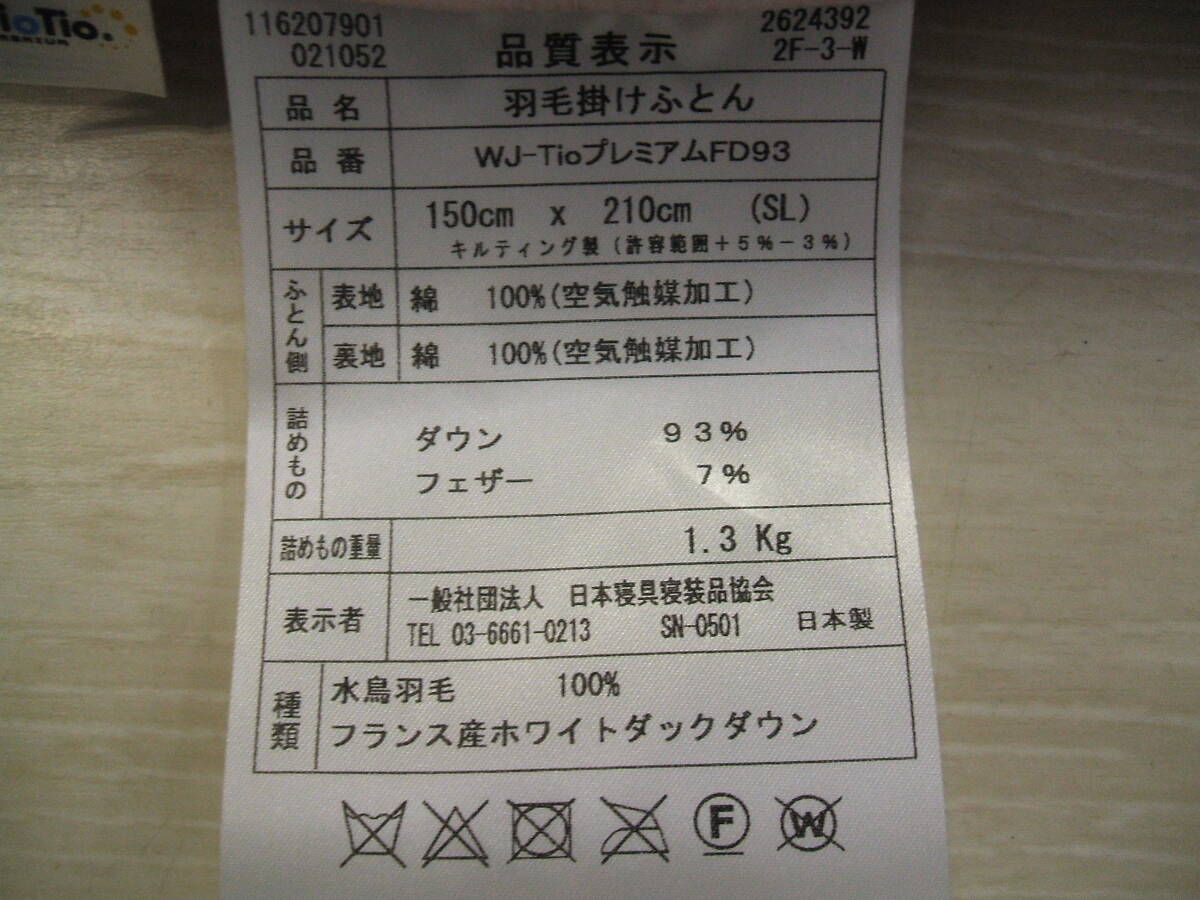 ioTio.
116207901
021052
品質表示
2624392
2F-3-W
品名 羽毛掛けふとん
品番 WJ-TioプレミアムFD93
サイズ 150cm x 210cm (SL)
キルティング製(許容範囲+5%-3%)
ふとん側
表地 綿 100%(空気触媒加工)
裏地 綿 100%(空気触媒加工)
詰めもの
ダウン 93%
フェザー 7%
詰めもの重量 1.3 Kg
表示者
一般社団法人 日本寝具寝装品協会
TEL 03-6661-0213 SN-0501 日本製
種類
水鳥羽毛 100%
フランス産ホワイトダックダウン
F W